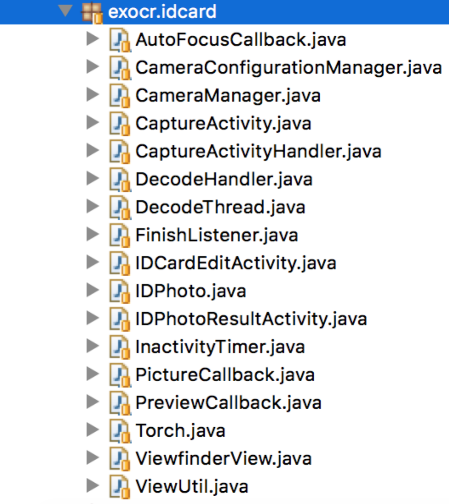 exocr.idcard
AutoFocusCallback.java
CameraConfigurationManager.java
CameraManager.java
CaptureActivity.java
CaptureActivityHandler.java
DecodeHandler.java
DecodeThread.java
FinishListener.java
IDCardEditActivity.java
IDPhoto.java
IDPhotoResultActivity.java
InactivityTimer.java
PictureCallback.java
PreviewCallback.java
Torch.java
ViewfinderView.java
ViewUtil.java